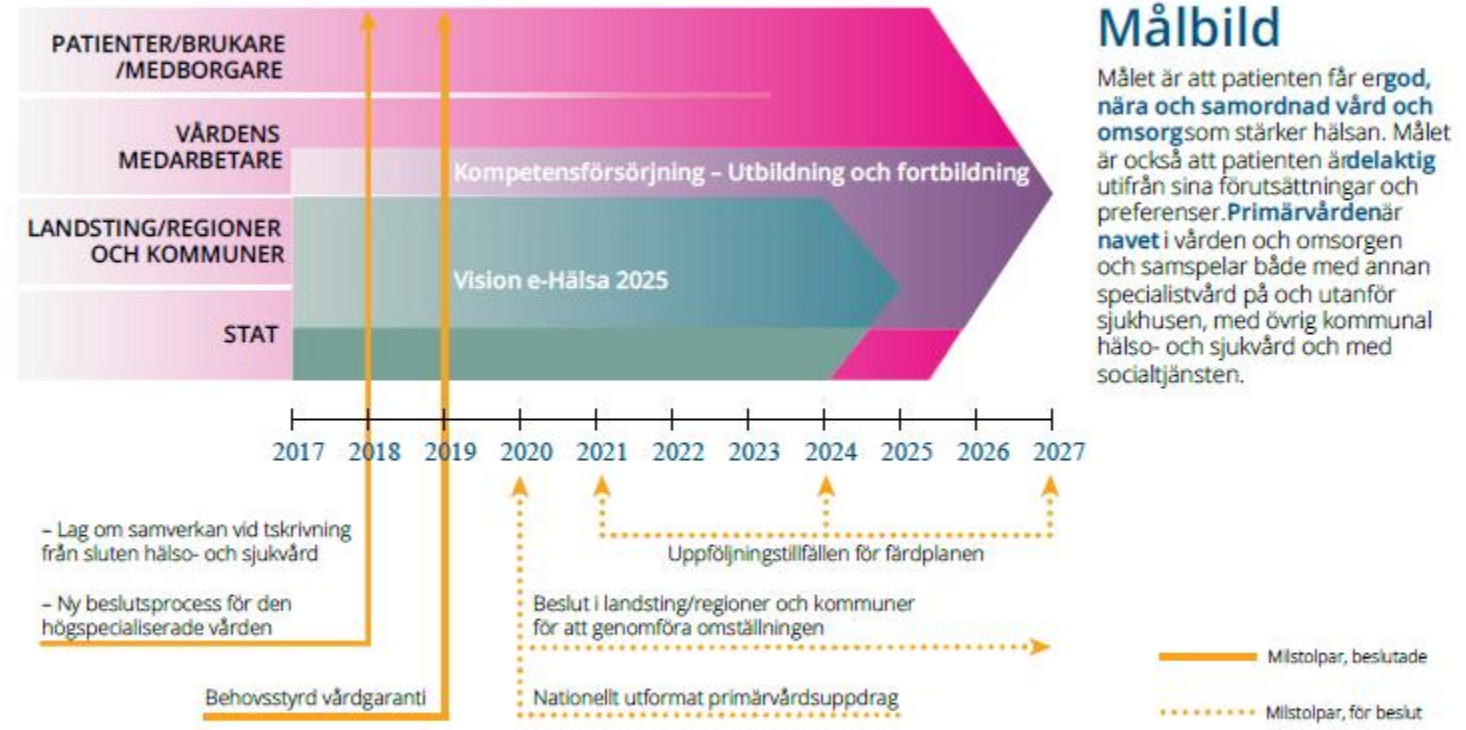 PATIENTER/BRUKARE
/MEDBORGARE
VÅRDENS
MEDARBETARE
LANDSTING/REGIONER
OCH KOMMUNER
STAT
Kompetensförsörjning – Utbildning och fortbildning
Vision e-Hälsa 2025
2017 2018 2019 2020 2021 2022 2023 2024 2025 2026 2027
– Lag om samverkan vid tskrivning
från sluten hälso- och sjukvård
– Ny beslutsprocess för den
högspecialiserade vården
Behovsstyrd vårdgaranti
Uppföljningstillfällen för färdplanen
Beslut i landsting/regioner och kommuner
för att genomföra omställningen
Nationellt utformat primärvårdsuppdrag
Målbild
Målet är att patienten får ergod,
nära och samordnad vård och
omsorgsom stärker hälsan. Målet
är också att patienten ärdelaktig
utifrån sina förutsättningar och
preferenser.Primärvårdenär
navet i vården och omsorgen
och samspelar både med annan
specialistvård på och utanför
sjukhusen, med övrig kommunal
hälso- och sjukvård och med
socialtjänsten.
Milstolpar, beslutade
Milstolpar, för beslut